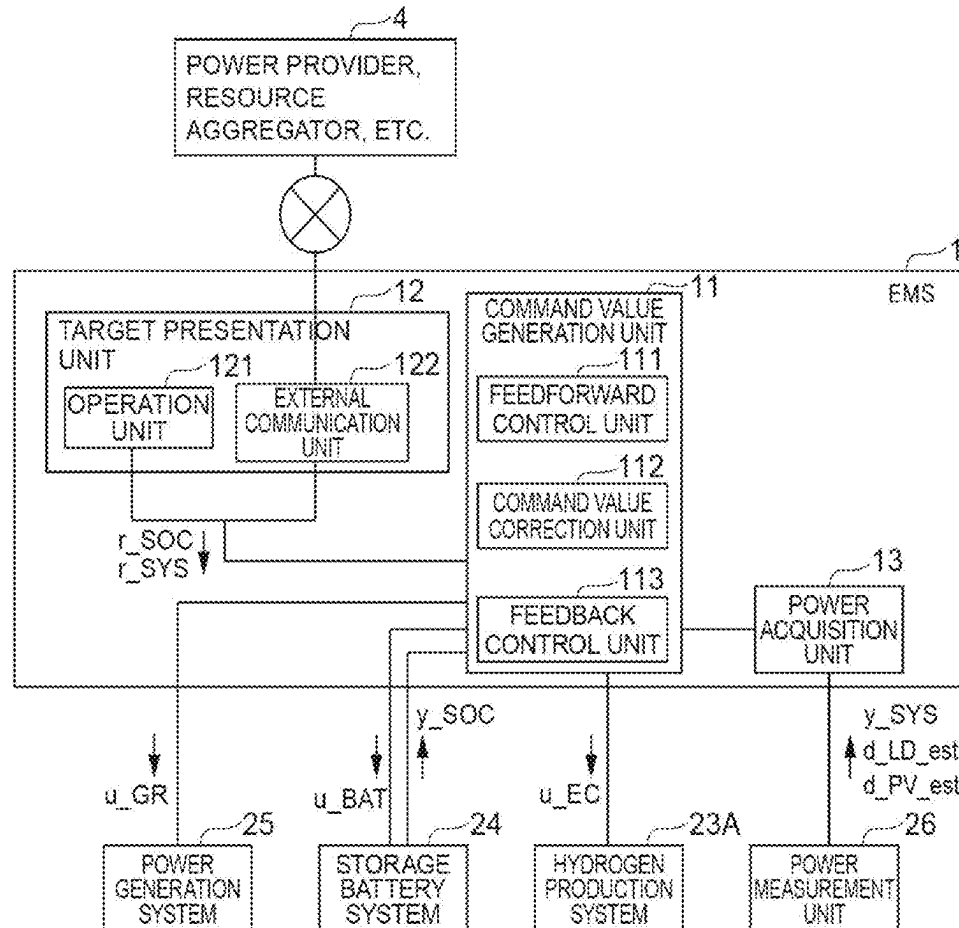 4
POWER PROVIDER,
RESOURCE
AGGREGATOR, ETC.
1
EMS
12
TARGET PRESENTATION
UNIT
121
OPERATION
UNIT
122
EXTERNAL
COMMUNICATION
UNIT
11
COMMAND VALUE
GENERATION UNIT
111
FEEDFORWARD
CONTROL UNIT
112
COMMAND VALUE
CORRECTION UNIT
113
FEEDBACK
CONTROL UNIT
13
POWER
ACQUISITION
UNIT
r_SOC
r_SYS
u_GR
u_BAT
y_SOC
u_EC
y_SYS
d_LD_est
d_PV_est
25
POWER
GENERATION
SYSTEM
24
STORAGE
BATTERY
SYSTEM
23A
HYDROGEN
PRODUCTION
SYSTEM
26
POWER
MEASUREMENT
UNIT